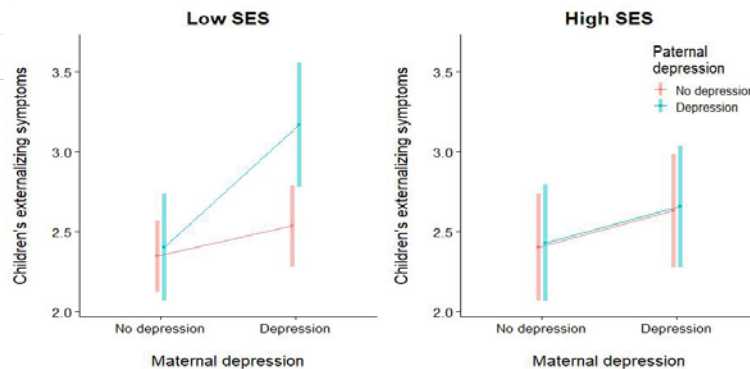 Low SES
Children's externalizing symptoms
3.5
3.0
2.5
2.0
No depression
Depression
Maternal depression
High SES
Children's externalizing symptoms
3.5
3.0
2.5
2.0
Paternal
depression
No depression
Depression
No depression
Depression
Maternal depression